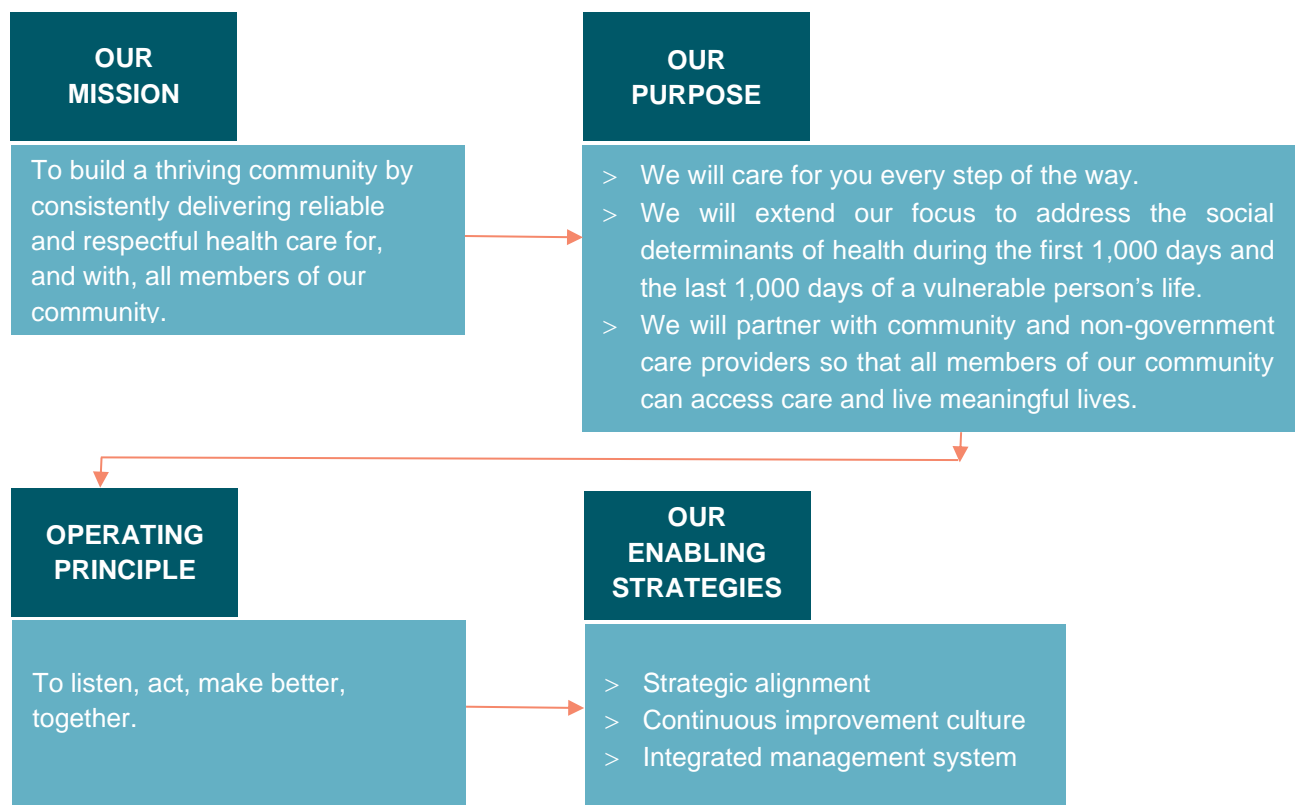 OUR
MISSION
To build a thriving community by
consistently delivering reliable
and respectful health care for,
and with, all members of our
community.
OUR
PURPOSE
> We will care for you every step of the way.
> We will extend our focus to address the social
determinants of health during the first 1,000 days and
the last 1,000 days of a vulnerable person's life.
> We will partner with community and non-government
care providers so that all members of our community
can access care and live meaningful lives.
OPERATING
PRINCIPLE
To listen, act, make better,
together.
OUR
ENABLING
STRATEGIES
> Strategic alignment
> Continuous improvement culture
> Integrated management system